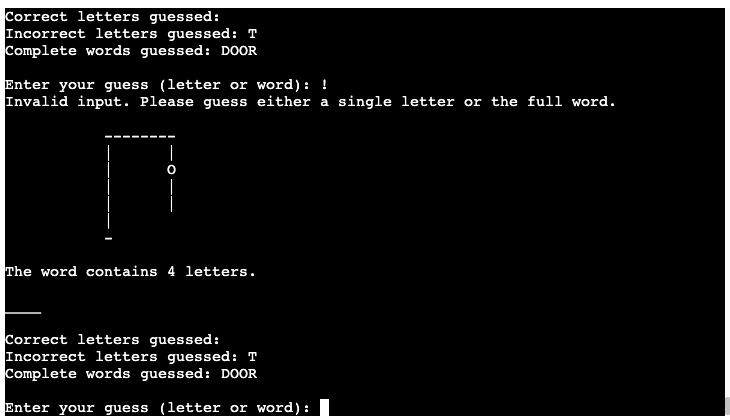 Correct letters guessed:
Incorrect letters guessed: T
Complete words guessed: DOOR
Enter your guess (letter or word): !
Invalid input. Please guess either a single letter or the full word.
--------
|      |
|      O
|      |
|      |
|
-
The word contains 4 letters.
____
Correct letters guessed:
Incorrect letters guessed: T
Complete words guessed: DOOR
Enter your guess (letter or word):